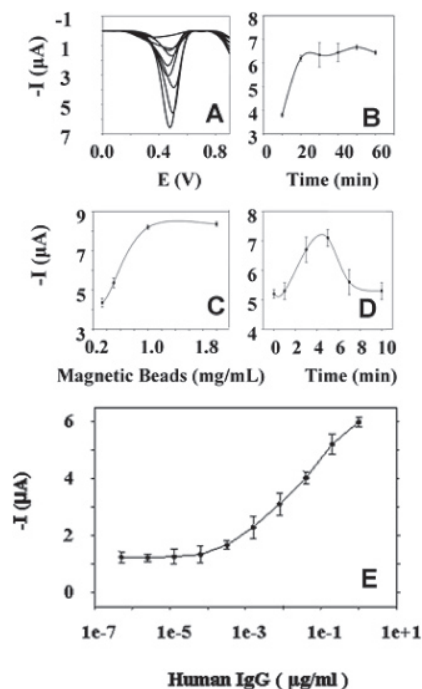 -I (µA)
-1
1
3
5
7
A
0.0
0.4
0.8
E (V)
8
7
6
5
4
3
B
0
20
40
60
Time (min)
-I (µA)
9
7
5
3
C
0.2
1.0
1.8
Magnetic Beads (mg/mL)
8
7
6
5
4
D
0
2
4
6
8
10
Time (min)
-I (µA)
6
4
2
0
E
1e-7
1e-5
1e-3
1e-1
1e+1
Human IgG ( µg/ml )